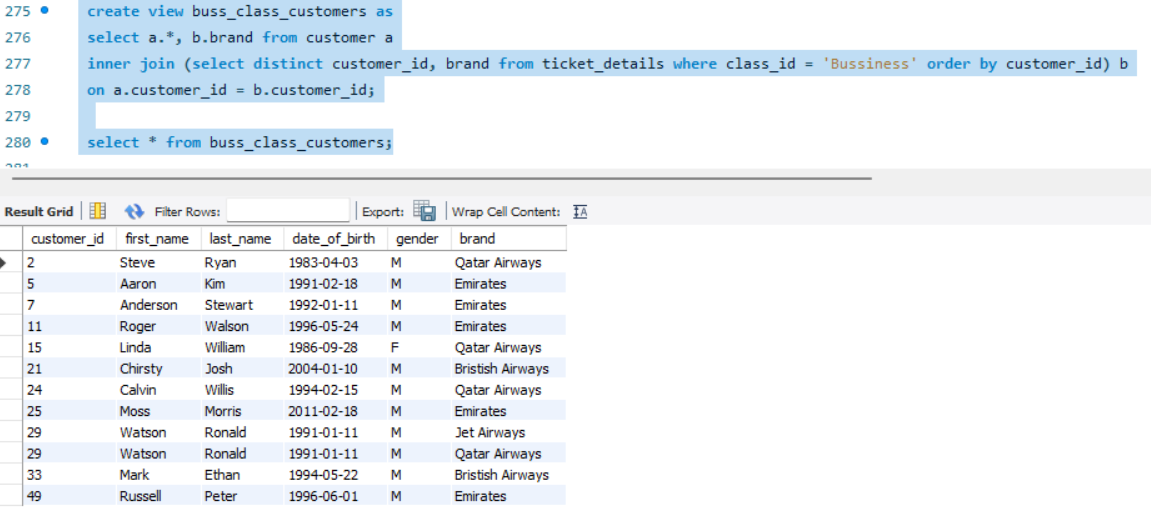 275 create view buss_class_customers as
276 select a.*, b.brand from customer a
277 inner join (select distinct customer_id, brand from ticket_details where class_id = 'Bussiness' order by customer_id) b
278 on a.customer_id = b.customer_id;
279
280 select * from buss_class_customers;
281
Result Grid Filter Rows: Export: Wrap Cell Content: IA
customer_id first_name last_name date_of_birth gender brand
2 Steve Ryan 1983-04-03 M Qatar Airways
5 Aaron Kim 1991-02-18 M Emirates
7 Anderson Stewart 1992-01-11 M Emirates
11 Roger Walson 1996-05-24 M Emirates
15 Linda William 1986-09-28 F Qatar Airways
21 Chirsty Josh 2004-01-10 M Bristish Airways
24 Calvin Willis 1994-02-15 M Qatar Airways
25 Moss Morris 2011-02-18 M Emirates
29 Watson Ronald 1991-01-11 M Jet Airways
29 Watson Ronald 1991-01-11 M Qatar Airways
33 Mark Ethan 1994-05-22 M Bristish Airways
49 Russell Peter 1996-06-01 M Emirates